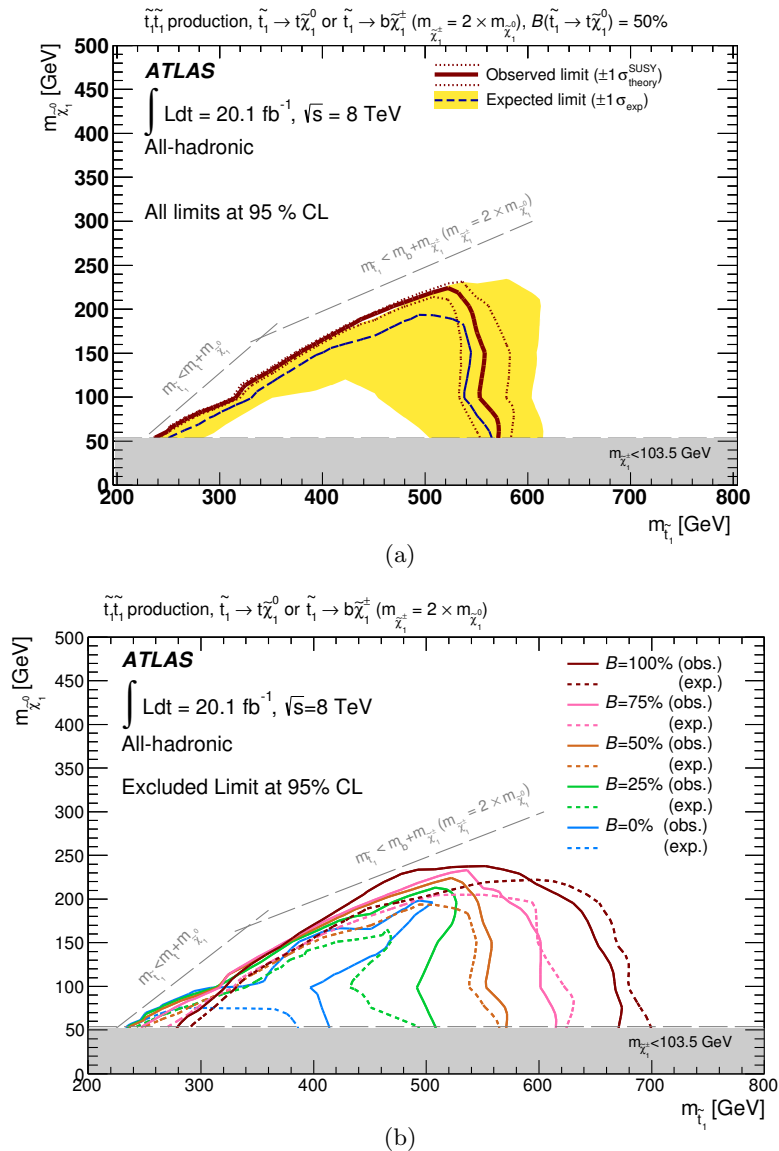 t̃₁t̃₁ production, t̃₁ → tχ̃₁⁰ or t̃₁ → bχ̃₁± (m_χ̃₁± = 2 × m_χ̃₁⁰), B(t̃₁ → tχ̃₁⁰) = 50%
m_χ̃₁⁰ [GeV]
500
450
400
350
300
250
200
150
100
50
0
ATLAS
∫ Ldt = 20.1 fb⁻¹, √s = 8 TeV
All-hadronic
All limits at 95 % CL
Observed limit (±1 σ_theory^SUSY)
Expected limit (±1 σ_exp)
m_t̃₁ < m_b + m_χ̃₁± (m_χ̃₁± = 2 × m_χ̃₁⁰)
m_t̃₁ < m_t + m_χ̃₁⁰
m_χ̃₁± < 103.5 GeV
200 300 400 500 600 700 800
m_t̃₁ [GeV]
(a)
t̃₁t̃₁ production, t̃₁ → tχ̃₁⁰ or t̃₁ → bχ̃₁± (m_χ̃₁± = 2 × m_χ̃₁⁰)
m_χ̃₁⁰ [GeV]
500
450
400
350
300
250
200
150
100
50
0
ATLAS
∫ Ldt = 20.1 fb⁻¹, √s=8 TeV
All-hadronic
Excluded Limit at 95% CL
B=100% (obs.)
(exp.)
B=75% (obs.)
(exp.)
B=50% (obs.)
(exp.)
B=25% (obs.)
(exp.)
B=0% (obs.)
(exp.)
m_t̃₁ < m_b + m_χ̃₁± (m_χ̃₁± = 2 × m_χ̃₁⁰)
m_t̃₁ < m_t + m_χ̃₁⁰
m_χ̃₁± < 103.5 GeV
200 300 400 500 600 700 800
m_t̃₁ [GeV]
(b)